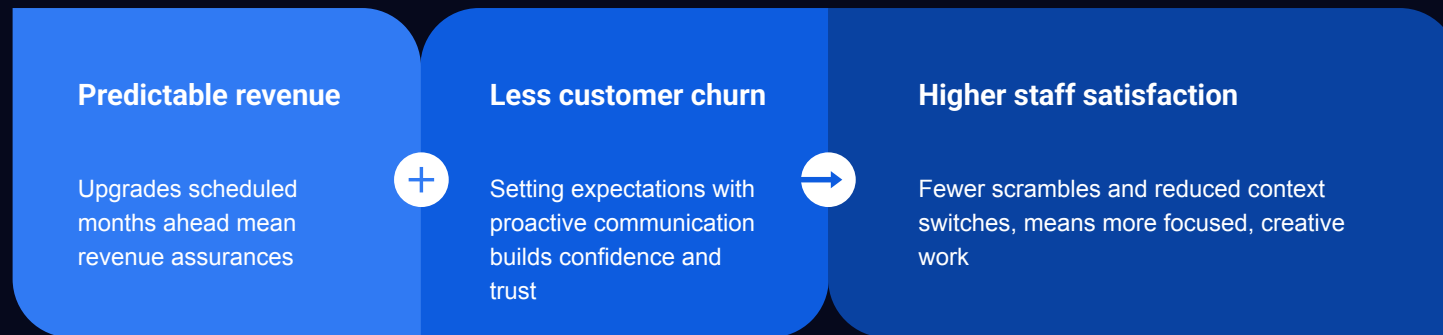 Predictable revenue
Upgrades scheduled
months ahead mean
revenue assurances
Less customer churn
Setting expectations with
proactive communication
builds confidence and
trust
Higher staff satisfaction
Fewer scrambles and reduced context
switches, means more focused, creative
work